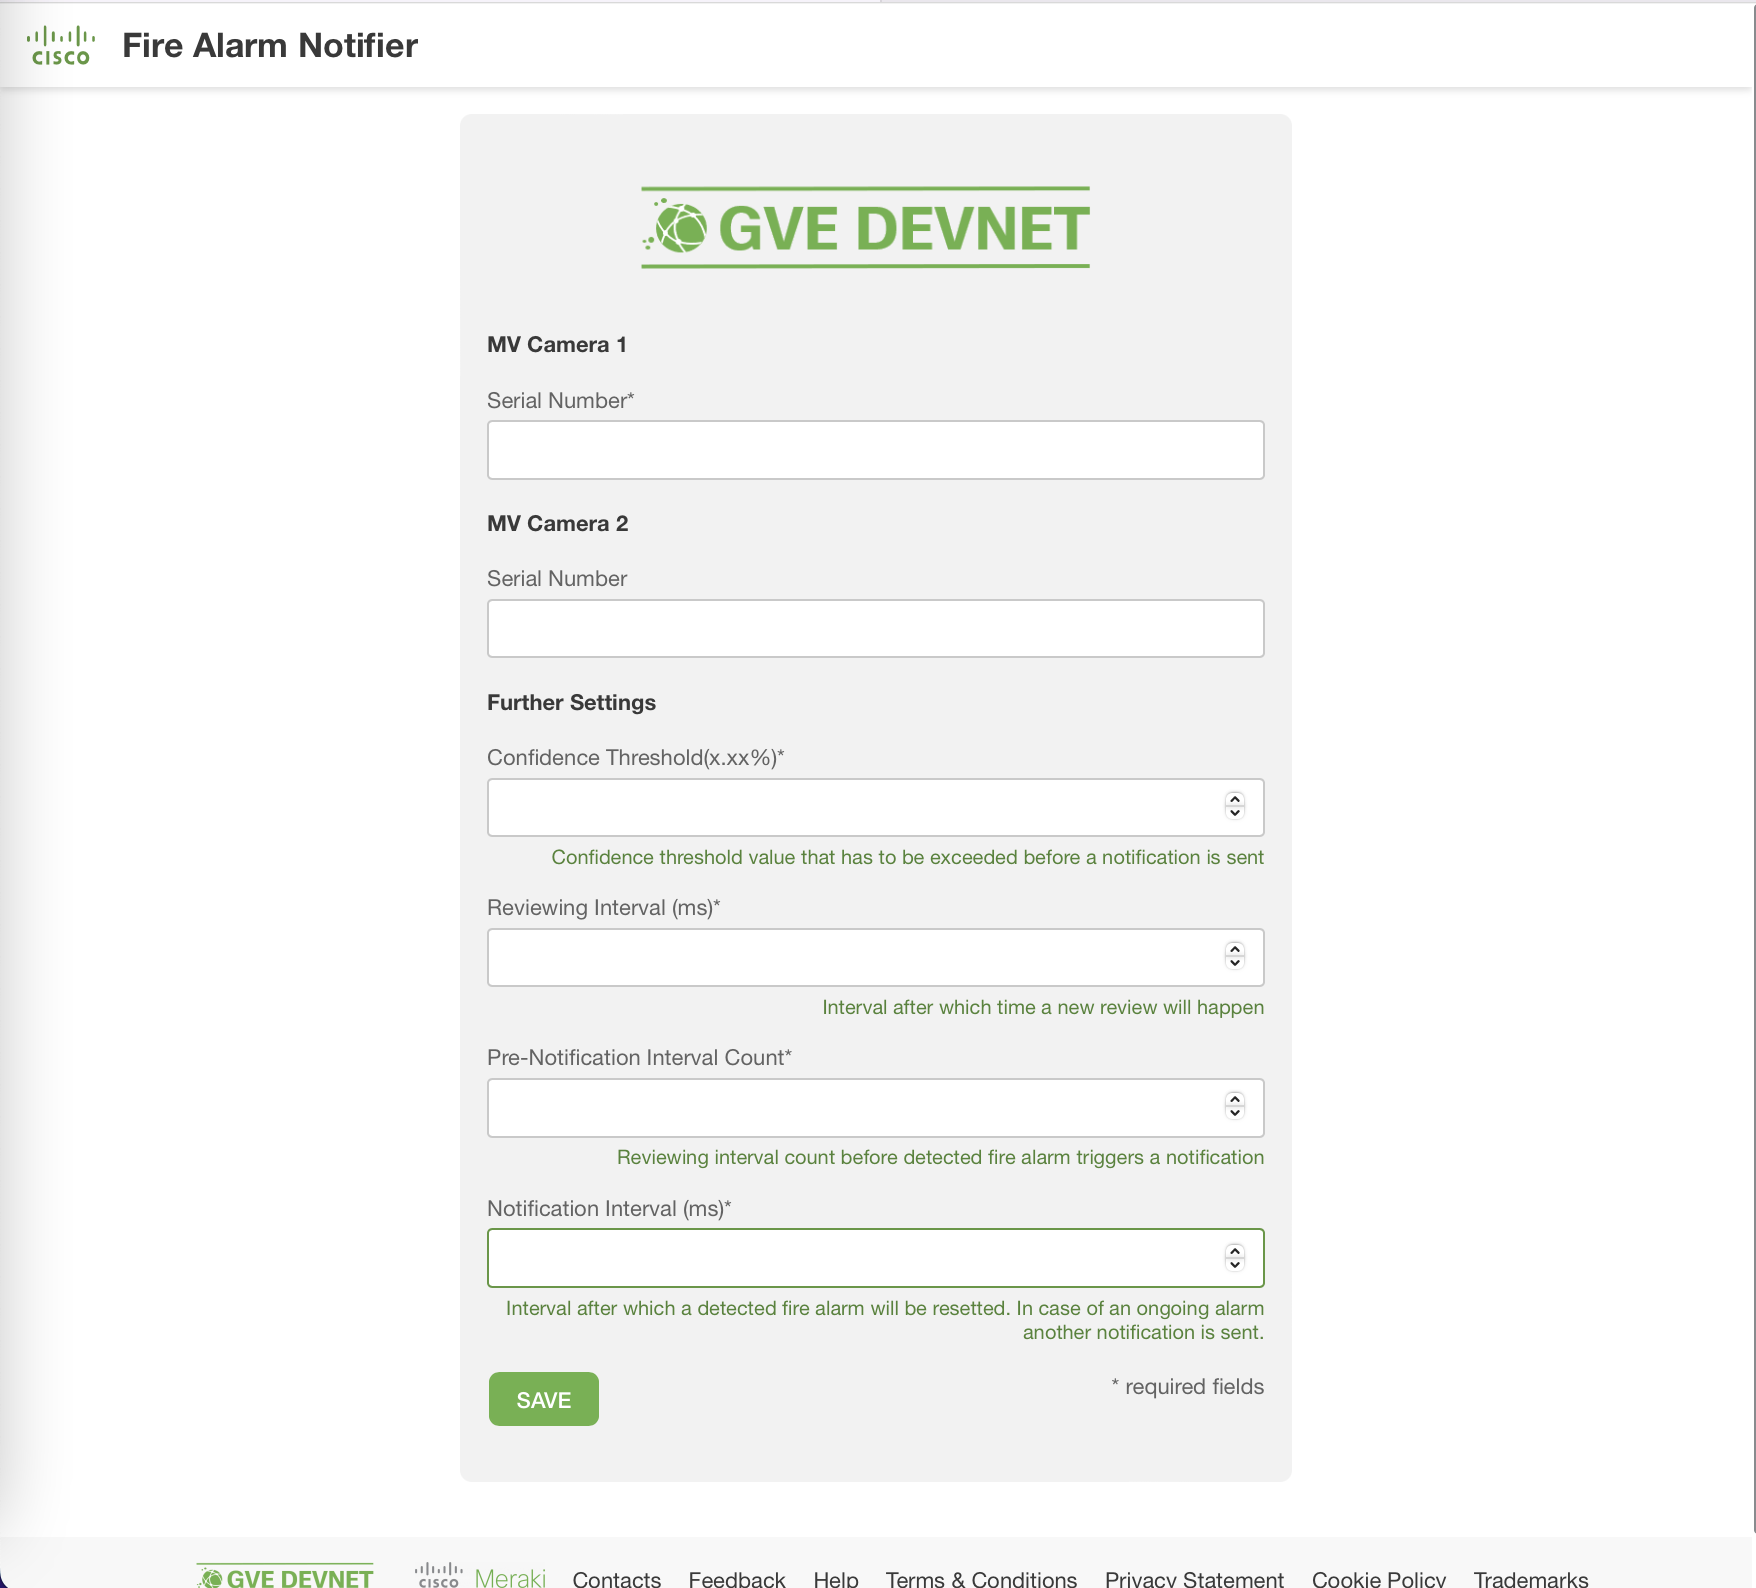 CISCO
Fire Alarm Notifier
GVE DEVNET
MV Camera 1
Serial Number*
MV Camera 2
Serial Number
Further Settings
Confidence Threshold(x.xx%)*
Confidence threshold value that has to be exceeded before a notification is sent
Reviewing Interval (ms)*
Interval after which time a new review will happen
Pre-Notification Interval Count*
Reviewing interval count before detected fire alarm triggers a notification
Notification Interval (ms)*
Interval after which a detected fire alarm will be resetted. In case of an ongoing alarm
another notification is sent.
SAVE
* required fields
GVE DEVNET CISCO Meraki Contacts Feedback Help Terms & Conditions Privacy Statement Cookie Policy Trademarks